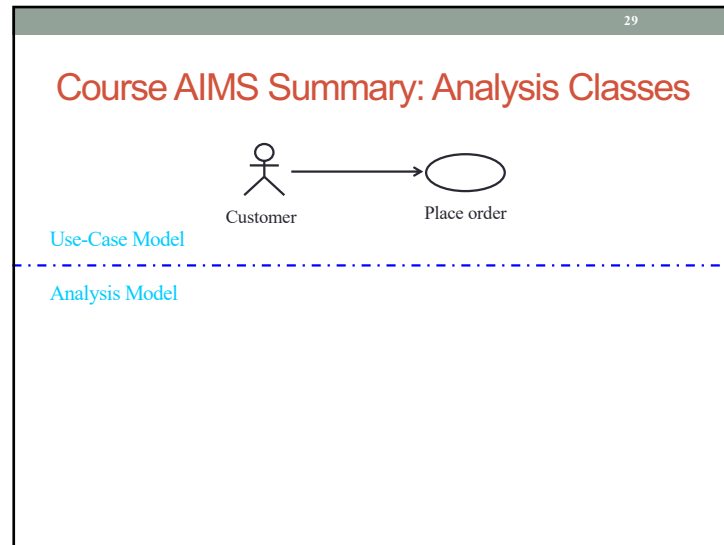 29
Course AIMS Summary: Analysis Classes
Customer
Place order
Use-Case Model
Analysis Model